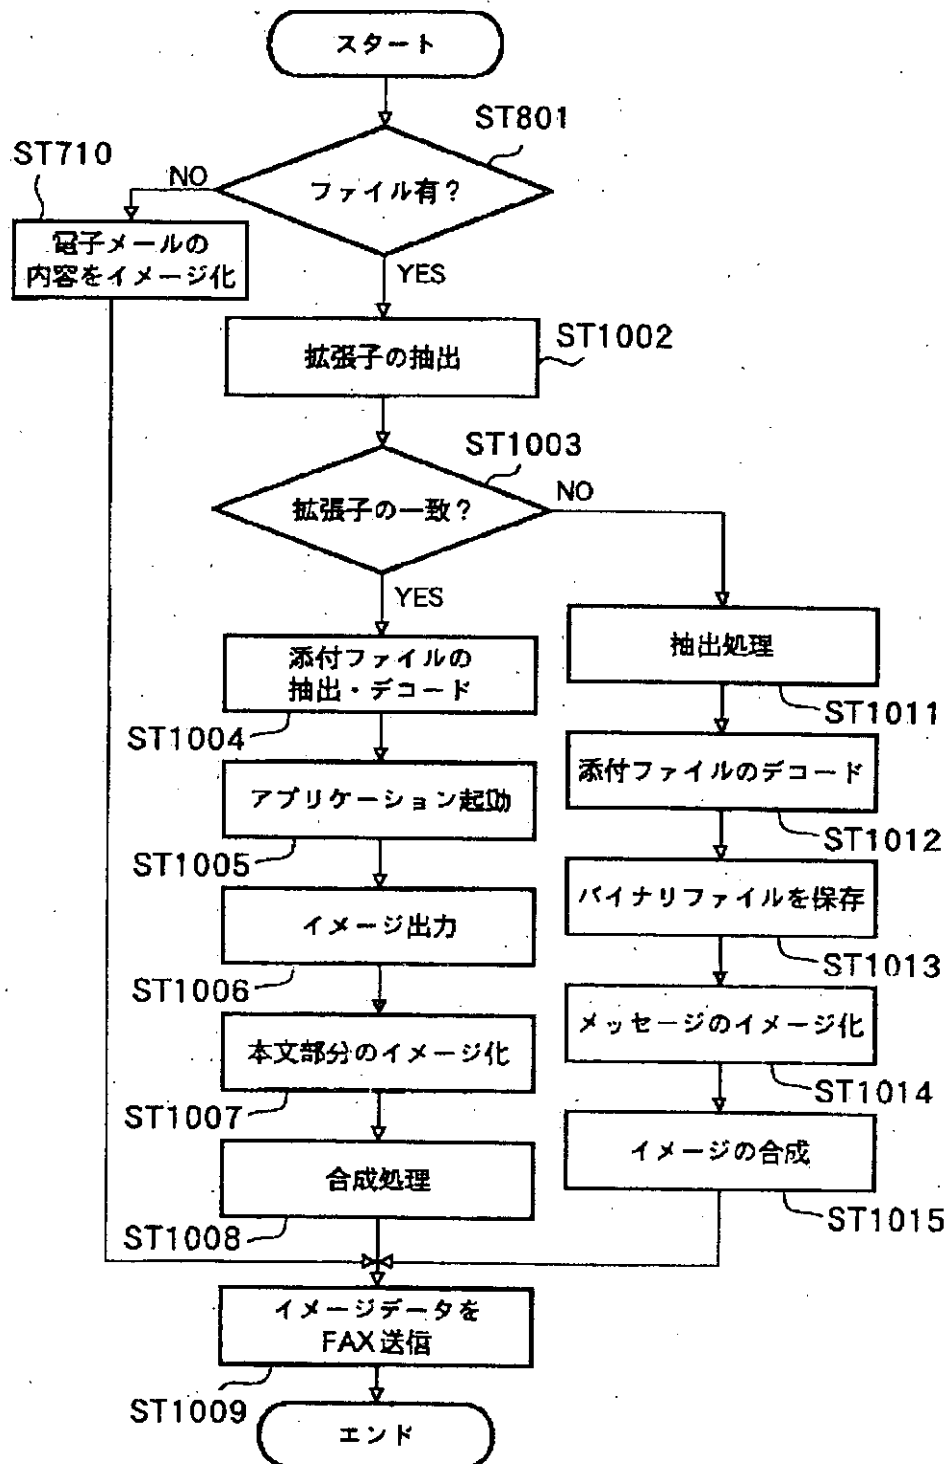 スタート
ST801
ファイル有?
ST710
NO
電子メールの
内容をイメージ化
YES
拡張子の抽出
ST1002
ST1003
拡張子の一致?
NO
YES
添付ファイルの
抽出・デコード
ST1004
アプリケーション起動
ST1005
イメージ出力
ST1006
本文部分のイメージ化
ST1007
合成処理
ST1008
抽出処理
ST1011
添付ファイルのデコード
ST1012
バイナリファイルを保存
ST1013
メッセージのイメージ化
ST1014
イメージの合成
ST1015
イメージデータを
FAX送信
ST1009
エンド